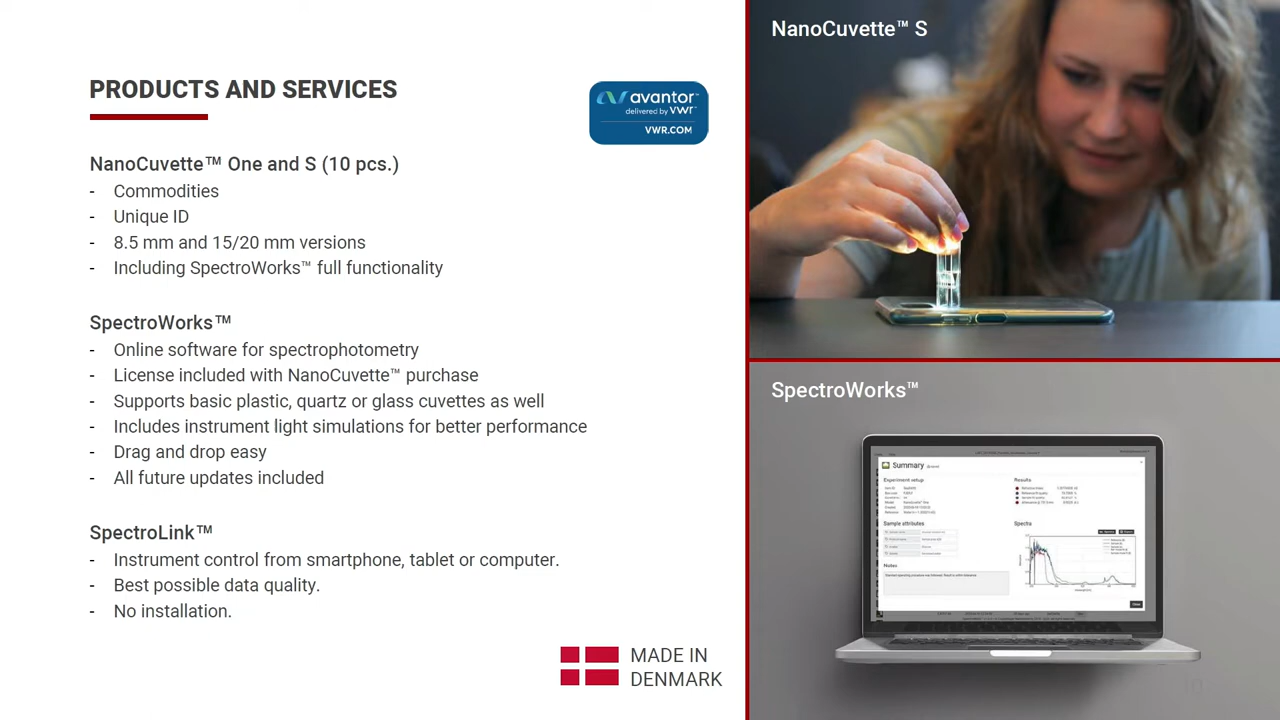 PRODUCTS AND SERVICES
avantor™
delivered by VWR™
VWR.COM
NanoCuvette™ One and S (10 pcs.)
- Commodities
- Unique ID
- 8.5 mm and 15/20 mm versions
- Including SpectroWorks™ full functionality
SpectroWorks™
- Online software for spectrophotometry
- License included with NanoCuvette™ purchase
- Supports basic plastic, quartz or glass cuvettes as well
- Includes instrument light simulations for better performance
- Drag and drop easy
- All future updates included
SpectroLink™
- Instrument control from smartphone, tablet or computer.
- Best possible data quality.
- No installation.
MADE IN
DENMARK
NanoCuvette™ S
SpectroWorks™
Summary
Experiment setup
Results
Sample attributes
Spectra
Notes